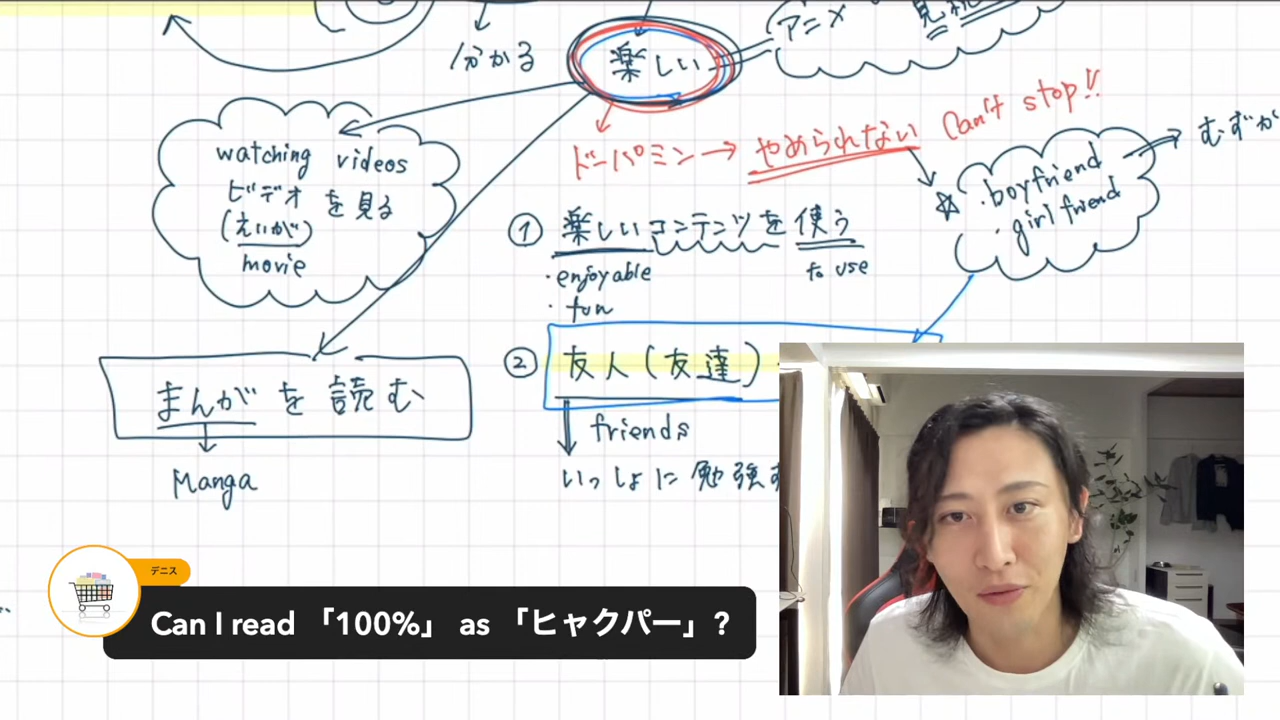 アニメ
分かる
楽しい
ドーパミン→やめられない Can't stop!!
むずか
watching videos
ビデオを見る
(えいが)
movie
・boyfriend
・girl friend
① 楽しいコンテンツを使う
・enjoyable
to use
・fun
② 友人(友達)
まんがを読む
friends
Manga
いっしょに勉強す
デニス
Can I read 「100%」 as 「ヒャクパー」?